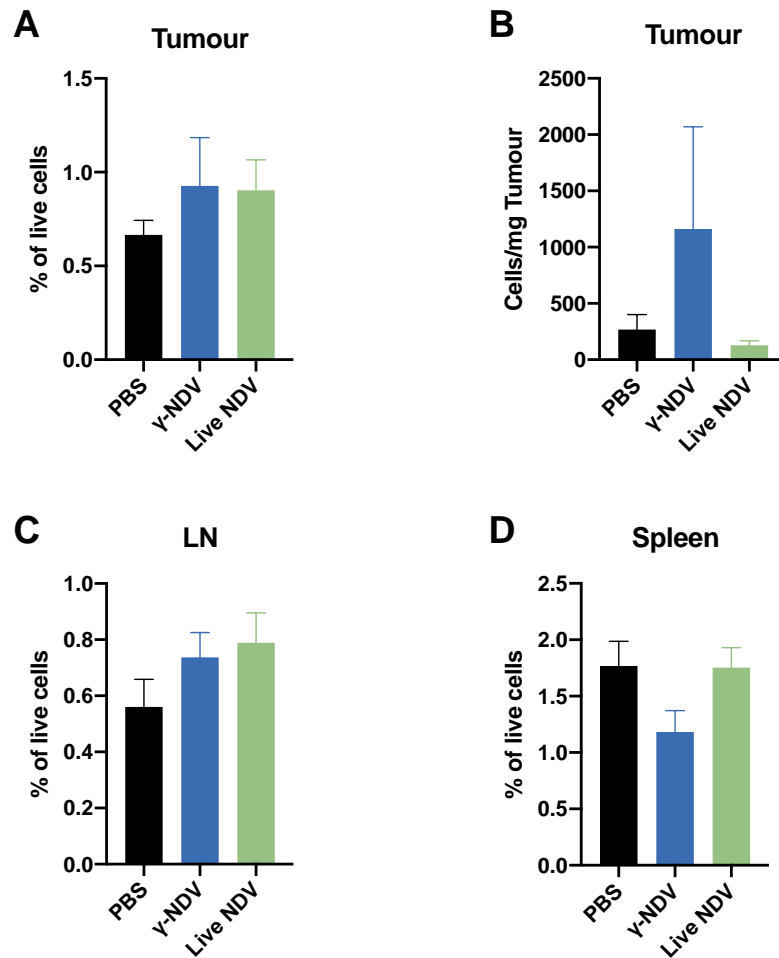 A
Tumour
% of live cells
1.5
1.0
0.5
0.0
PBS
γ-NDV
Live NDV
B
Tumour
Cells/mg Tumour
2500
2000
1500
1000
500
0
PBS
γ-NDV
Live NDV
C
LN
% of live cells
1.0
0.8
0.6
0.4
0.2
0.0
PBS
γ-NDV
Live NDV
D
Spleen
% of live cells
2.5
2.0
1.5
1.0
0.5
0.0
PBS
γ-NDV
Live NDV